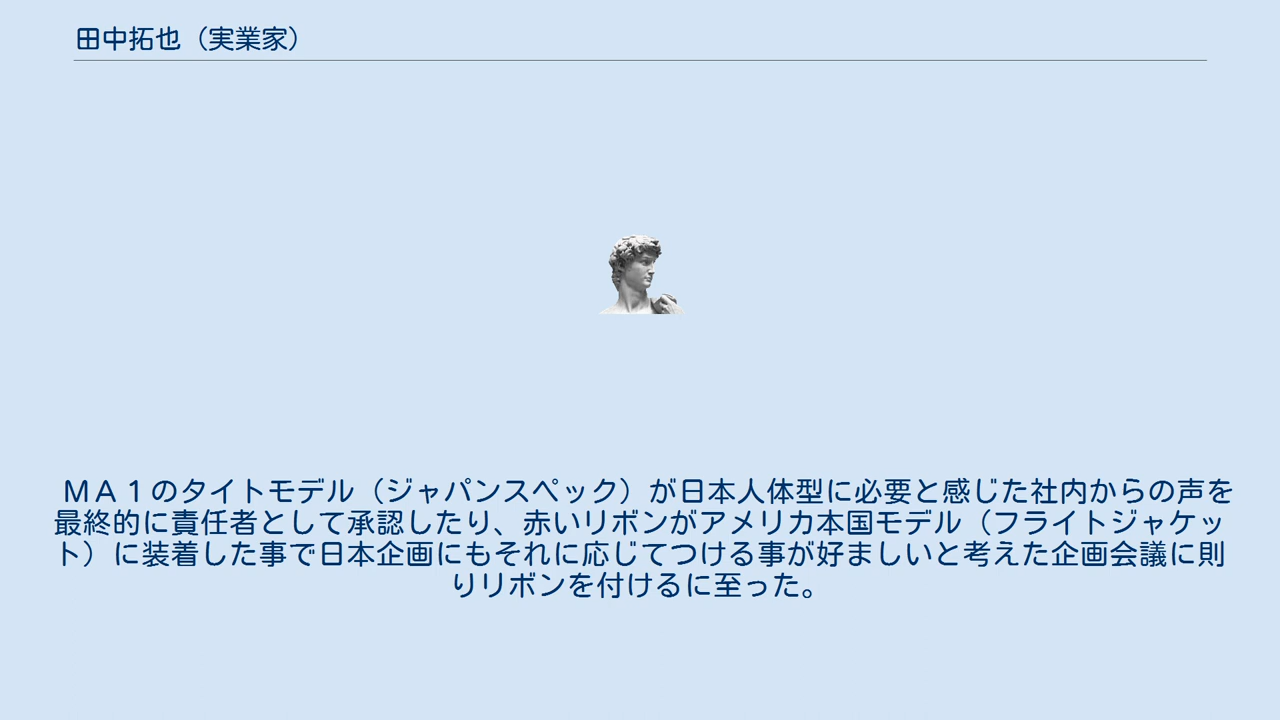 田中拓也（実業家）
ＭＡ１のタイトモデル（ジャパンスペック）が日本人体型に必要と感じた社内からの声を
最終的に責任者として承認したり、赤いリボンがアメリカ本国モデル（フライトジャケッ
ト）に装着した事で日本企画にもそれに応じてつける事が好ましいと考えた企画会議に則
りリボンを付けるに至った。